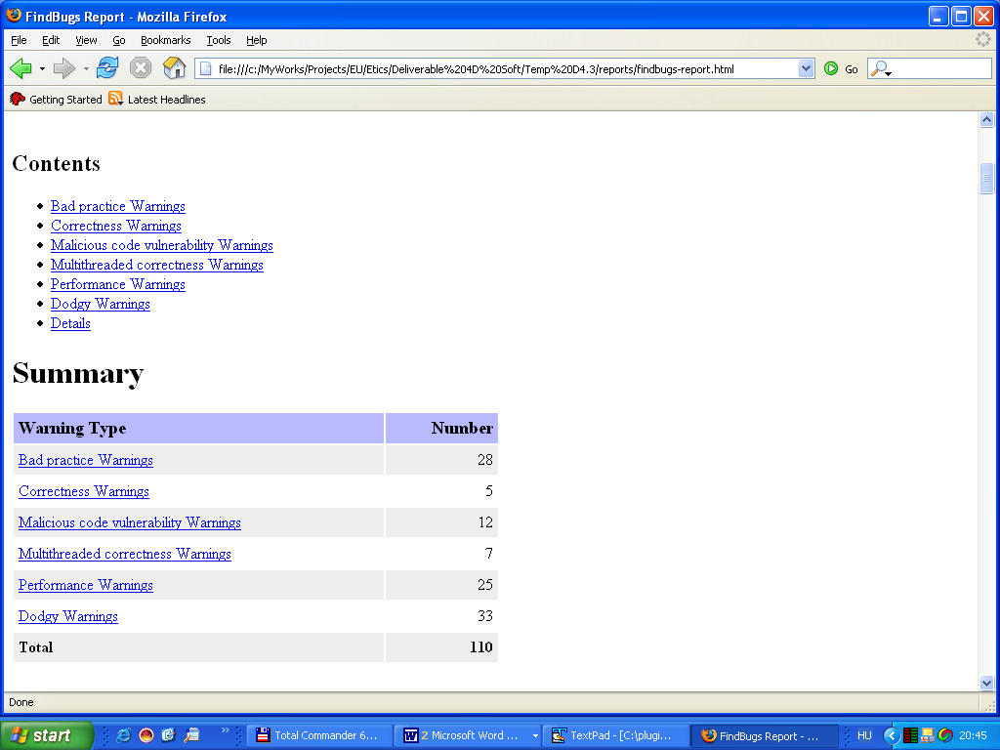 FindBugs Report - Mozilla Firefox
File Edit View Go Bookmarks Tools Help
file:///c:/MyWorks/Projects/EU/Etics/Deliverable%204D%20Soft/Temp%20D4.3/reports/findbugs-report.html Go
Getting Started Latest Headlines
Contents
Bad practice Warnings
Correctness Warnings
Malicious code vulnerability Warnings
Multithreaded correctness Warnings
Performance Warnings
Dodgy Warnings
Details
Summary
Warning Type Number
Bad practice Warnings 28
Correctness Warnings 5
Malicious code vulnerability Warnings 12
Multithreaded correctness Warnings 7
Performance Warnings 25
Dodgy Warnings 33
Total 110
Done
start Total Commander 6... 2 Microsoft Word ... TextPad - [C:\plugi... FindBugs Report - ... HU 20:45